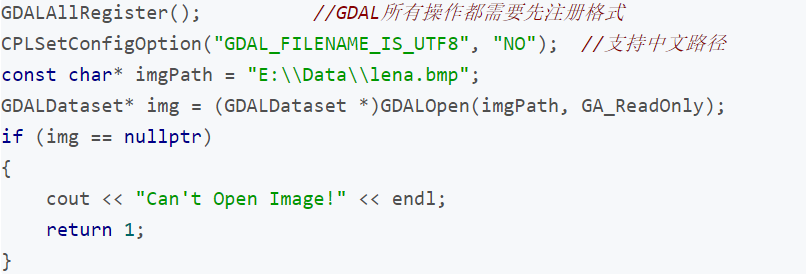 GDALAllRegister();          //GDAL所有操作都需要先注册格式
CPLSetConfigOption("GDAL_FILENAME_IS_UTF8", "NO");  //支持中文路径
const char* imgPath = "E:\\Data\\lena.bmp";
GDALDataset* img = (GDALDataset *)GDALOpen(imgPath, GA_ReadOnly);
if (img == nullptr)
{
    cout << "Can't Open Image!" << endl;
    return 1;
}